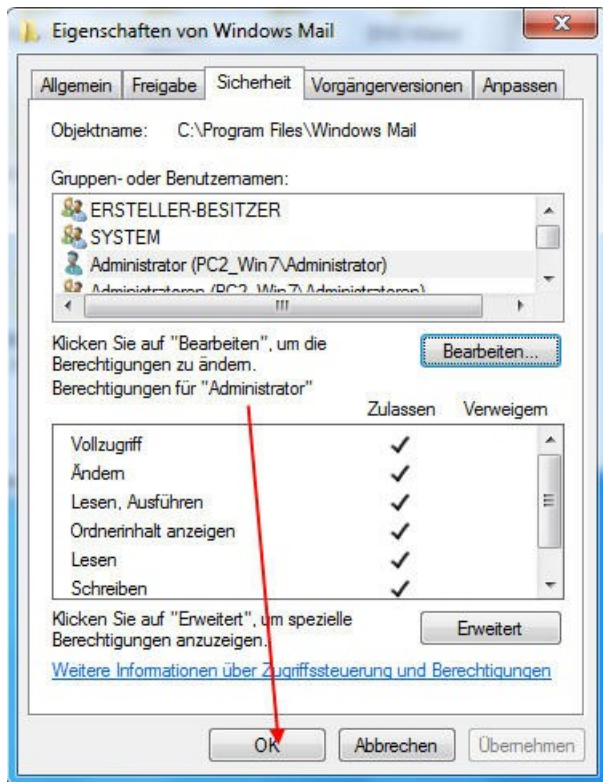 Eigenschaften von Windows Mail
Allgemein Freigabe Sicherheit Vorgängerversionen Anpassen
Objektname: C:\Program Files\Windows Mail
Gruppen- oder Benutzernamen:
ERSTELLER-BESITZER
SYSTEM
Administrator (PC2_Win7\Administrator)
Administratoren (PC2_Win7\Administratoren)
Klicken Sie auf "Bearbeiten", um die
Berechtigungen zu ändern.
Bearbeiten...
Berechtigungen für "Administrator"
Zulassen Verweigern
Vollzugriff
Ändern
Lesen, Ausführen
Ordnerinhalt anzeigen
Lesen
Schreiben
Klicken Sie auf "Erweitert", um spezielle
Berechtigungen anzuzeigen.
Erweitert
Weitere Informationen über Zugriffssteuerung und Berechtigungen
OK Abbrechen Übernehmen